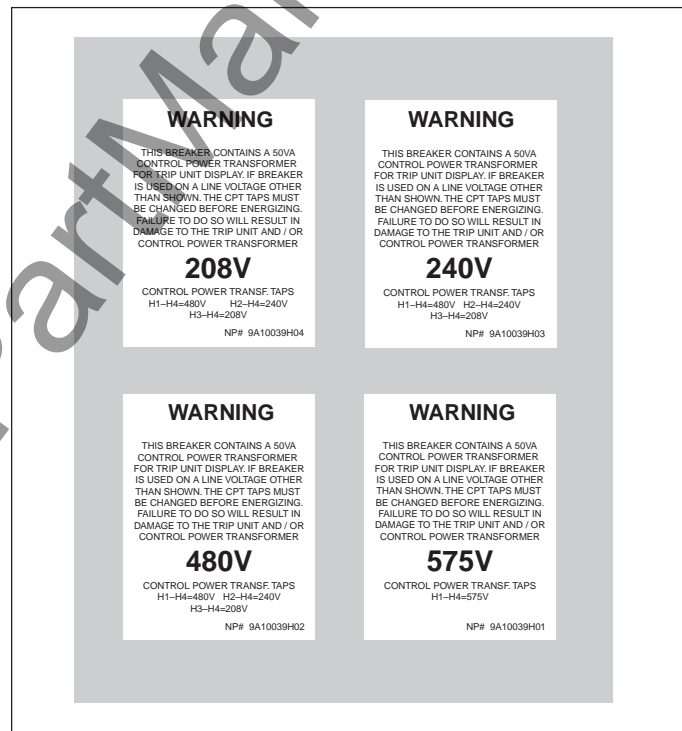 WARNING
THIS BREAKER CONTAINS A 50VA
CONTROL POWER TRANSFORMER
FOR TRIP UNIT DISPLAY. IF BREAKER
IS USED ON A LINE VOLTAGE OTHER
THAN SHOWN. THE CPT TAPS MUST
BE CHANGED BEFORE ENERGIZING.
FAILURE TO DO SO WILL RESULT IN
DAMAGE TO THE TRIP UNIT AND / OR
CONTROL POWER TRANSFORMER
208V
CONTROL POWER TRANSF. TAPS
H1–H4=480V H2–H4=240V
H3–H4=208V
NP# 9A10039H04
WARNING
THIS BREAKER CONTAINS A 50VA
CONTROL POWER TRANSFORMER
FOR TRIP UNIT DISPLAY. IF BREAKER
IS USED ON A LINE VOLTAGE OTHER
THAN SHOWN. THE CPT TAPS MUST
BE CHANGED BEFORE ENERGIZING.
FAILURE TO DO SO WILL RESULT IN
DAMAGE TO THE TRIP UNIT AND / OR
CONTROL POWER TRANSFORMER
240V
CONTROL POWER TRANSF. TAPS
H1–H4=480V H2–H4=240V
H3–H4=208V
NP# 9A10039H03
WARNING
THIS BREAKER CONTAINS A 50VA
CONTROL POWER TRANSFORMER
FOR TRIP UNIT DISPLAY. IF BREAKER
IS USED ON A LINE VOLTAGE OTHER
THAN SHOWN. THE CPT TAPS MUST
BE CHANGED BEFORE ENERGIZING.
FAILURE TO DO SO WILL RESULT IN
DAMAGE TO THE TRIP UNIT AND / OR
CONTROL POWER TRANSFORMER
480V
CONTROL POWER TRANSF. TAPS
H1–H4=480V H2–H4=240V
H3–H4=208V
NP# 9A10039H02
WARNING
THIS BREAKER CONTAINS A 50VA
CONTROL POWER TRANSFORMER
FOR TRIP UNIT DISPLAY. IF BREAKER
IS USED ON A LINE VOLTAGE OTHER
THAN SHOWN. THE CPT TAPS MUST
BE CHANGED BEFORE ENERGIZING.
FAILURE TO DO SO WILL RESULT IN
DAMAGE TO THE TRIP UNIT AND / OR
CONTROL POWER TRANSFORMER
575V
CONTROL POWER TRANSF. TAPS
H1–H4=575V
NP# 9A10039H01